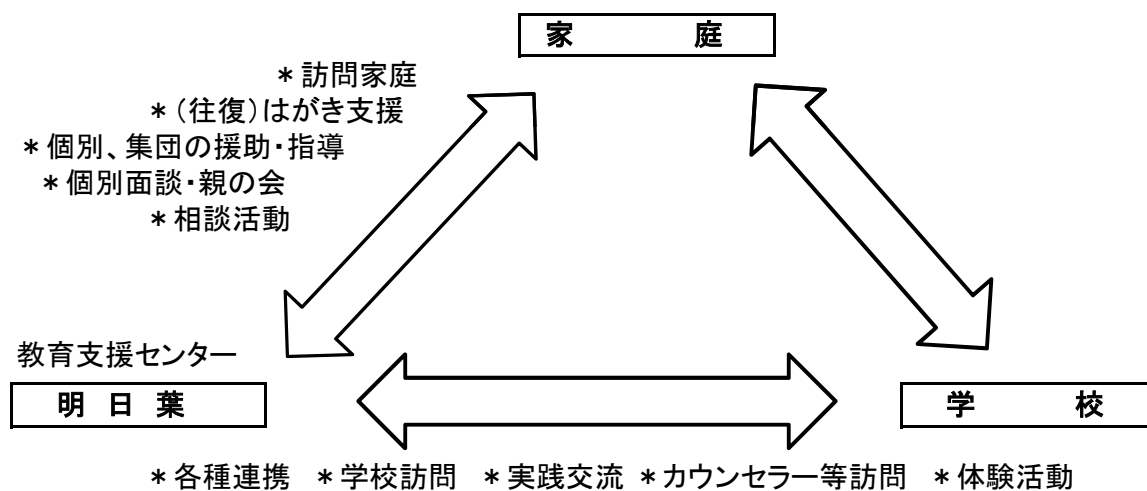 家　庭
＊訪問家庭
＊（往復）はがき支援
＊個別、集団の援助・指導
＊個別面談・親の会
＊相談活動
教育支援センター
明 日 葉
学　校
＊各種連携 ＊学校訪問 ＊実践交流 ＊カウンセラー等訪問 ＊体験活動